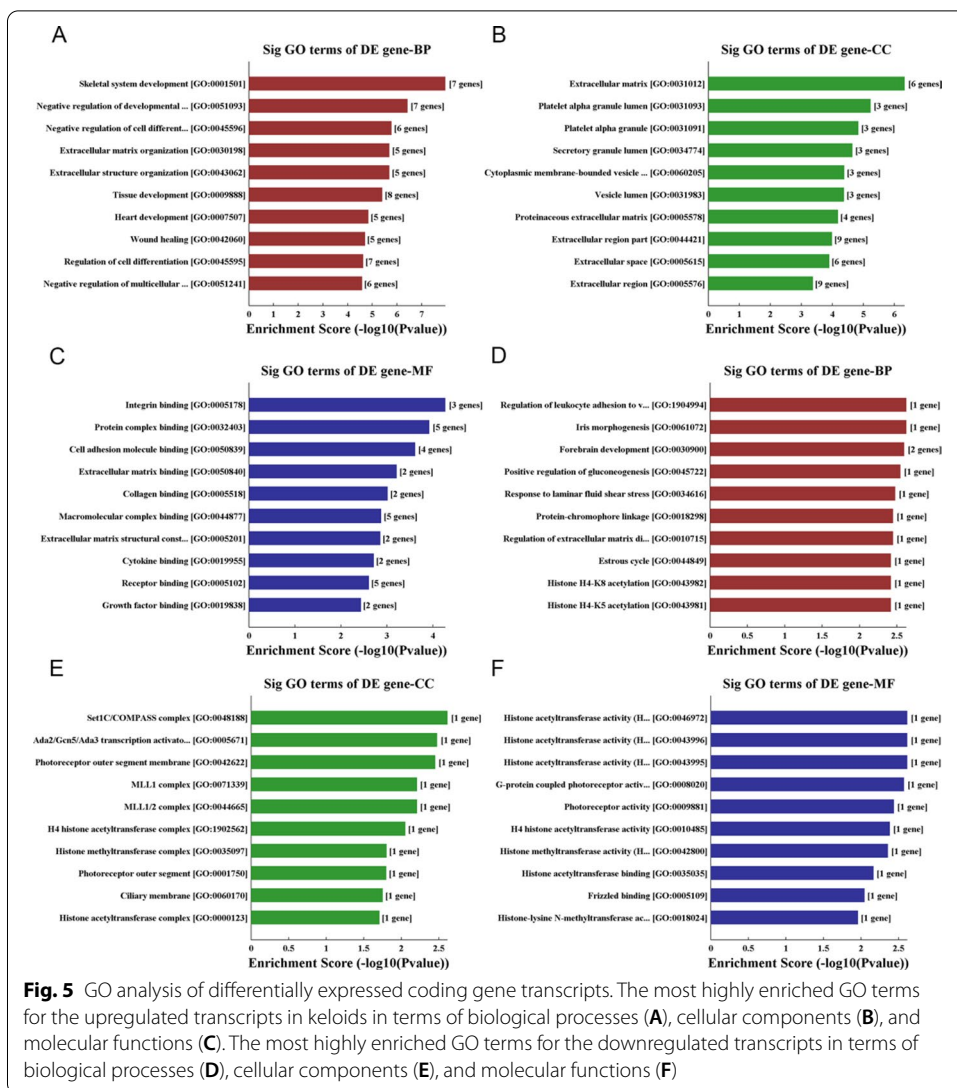 A
Sig GO terms of DE gene-BP
Skeletal system development [GO:0001501] [7 genes]
Negative regulation of developmental ... [GO:0051093] [7 genes]
Negative regulation of cell different... [GO:0045596] [6 genes]
Extracellular matrix organization [GO:0030198] [5 genes]
Extracellular structure organization [GO:0043062] [5 genes]
Tissue development [GO:0009888] [8 genes]
Heart development [GO:0007507] [5 genes]
Wound healing [GO:0042060] [5 genes]
Regulation of cell differentiation [GO:0045595] [7 genes]
Negative regulation of multicellular ... [GO:0051241] [6 genes]
0 1 2 3 4 5 6 7
Enrichment Score (-log10(Pvalue))
B
Sig GO terms of DE gene-CC
Extracellular matrix [GO:0031012] [6 genes]
Platelet alpha granule lumen [GO:0031093] [3 genes]
Platelet alpha granule [GO:0031091] [3 genes]
Secretory granule lumen [GO:0034774] [3 genes]
Cytoplasmic membrane-bounded vesicle ... [GO:0060205] [3 genes]
Vesicle lumen [GO:0031983] [3 genes]
Proteinaceous extracellular matrix [GO:0005578] [4 genes]
Extracellular region part [GO:0044421] [9 genes]
Extracellular space [GO:0005615] [6 genes]
Extracellular region [GO:0005576] [9 genes]
0 1 2 3 4 5 6
Enrichment Score (-log10(Pvalue))
C
Sig GO terms of DE gene-MF
Integrin binding [GO:0005178] [3 genes]
Protein complex binding [GO:0032403] [5 genes]
Cell adhesion molecule binding [GO:0050839] [4 genes]
Extracellular matrix binding [GO:0050840] [2 genes]
Collagen binding [GO:0005518] [2 genes]
Macromolecular complex binding [GO:0044877] [5 genes]
Extracellular matrix structural const... [GO:0005201] [2 genes]
Cytokine binding [GO:0019955] [2 genes]
Receptor binding [GO:0005102] [5 genes]
Growth factor binding [GO:0019838] [2 genes]
0 1 2 3 4
Enrichment Score (-log10(Pvalue))
D
Sig GO terms of DE gene-BP
Regulation of leukocyte adhesion to v... [GO:1904994] [1 gene]
Iris morphogenesis [GO:0061072] [1 gene]
Forebrain development [GO:0030900] [2 genes]
Positive regulation of gluconeogenesis [GO:0045722] [1 gene]
Response to laminar fluid shear stress [GO:0034616] [1 gene]
Protein-chromophore linkage [GO:0018298] [1 gene]
Regulation of extracellular matrix di... [GO:0010715] [1 gene]
Estrous cycle [GO:0044849] [1 gene]
Histone H4-K8 acetylation [GO:0043982] [1 gene]
Histone H4-K5 acetylation [GO:0043981] [1 gene]
0 0.5 1 1.5 2 2.5
Enrichment Score (-log10(Pvalue))
E
Sig GO terms of DE gene-CC
Set1C/COMPASS complex [GO:0048188] [1 gene]
Ada2/Gcn5/Ada3 transcription activato... [GO:0005671] [1 gene]
Photoreceptor outer segment membrane [GO:0042622] [1 gene]
MLL1 complex [GO:0071339] [1 gene]
MLL1/2 complex [GO:0044665] [1 gene]
H4 histone acetyltransferase complex [GO:1902562] [1 gene]
Histone methyltransferase complex [GO:0035097] [1 gene]
Photoreceptor outer segment [GO:0001750] [1 gene]
Ciliary membrane [GO:0060170] [1 gene]
Histone acetyltransferase complex [GO:0000123] [1 gene]
0 0.5 1 1.5 2 2.5
Enrichment Score (-log10(Pvalue))
F
Sig GO terms of DE gene-MF
Histone acetyltransferase activity (H... [GO:0046972] [1 gene]
Histone acetyltransferase activity (H... [GO:0043996] [1 gene]
Histone acetyltransferase activity (H... [GO:0043995] [1 gene]
G-protein coupled photoreceptor activ... [GO:0008020] [1 gene]
Photoreceptor activity [GO:0009881] [1 gene]
H4 histone acetyltransferase activity [GO:0010485] [1 gene]
Histone methyltransferase activity (H... [GO:0042800] [1 gene]
Histone acetyltransferase binding [GO:0035035] [1 gene]
Frizzled binding [GO:0005109] [1 gene]
Histone-lysine N-methyltransferase ac... [GO:0018024] [1 gene]
0 0.5 1 1.5 2 2.5
Enrichment Score (-log10(Pvalue))
Fig. 5 GO analysis of differentially expressed coding gene transcripts. The most highly enriched GO terms
for the upregulated transcripts in keloids in terms of biological processes (A), cellular components (B), and
molecular functions (C). The most highly enriched GO terms for the downregulated transcripts in terms of
biological processes (D), cellular components (E), and molecular functions (F)